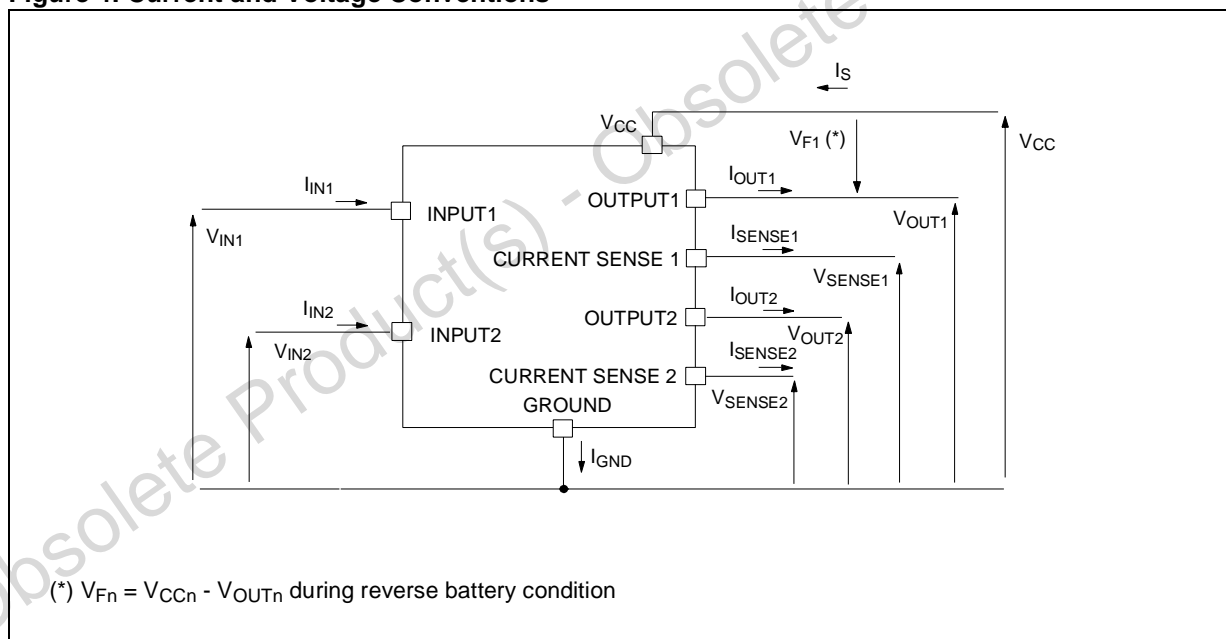 Figure 4. Current and Voltage Conventions
IS
VCC
VF1 (*)
VCC
IIN1
IOUT1
INPUT1
OUTPUT1
VIN1
VOUT1
ISENSE1
CURRENT SENSE 1
VSENSE1
IIN2
IOUT2
INPUT2
OUTPUT2
VIN2
VOUT2
ISENSE2
CURRENT SENSE 2
VSENSE2
GROUND
IGND
(*) VFn = VCCn - VOUTn during reverse battery condition
Obsolete Product(s) - Obsolete